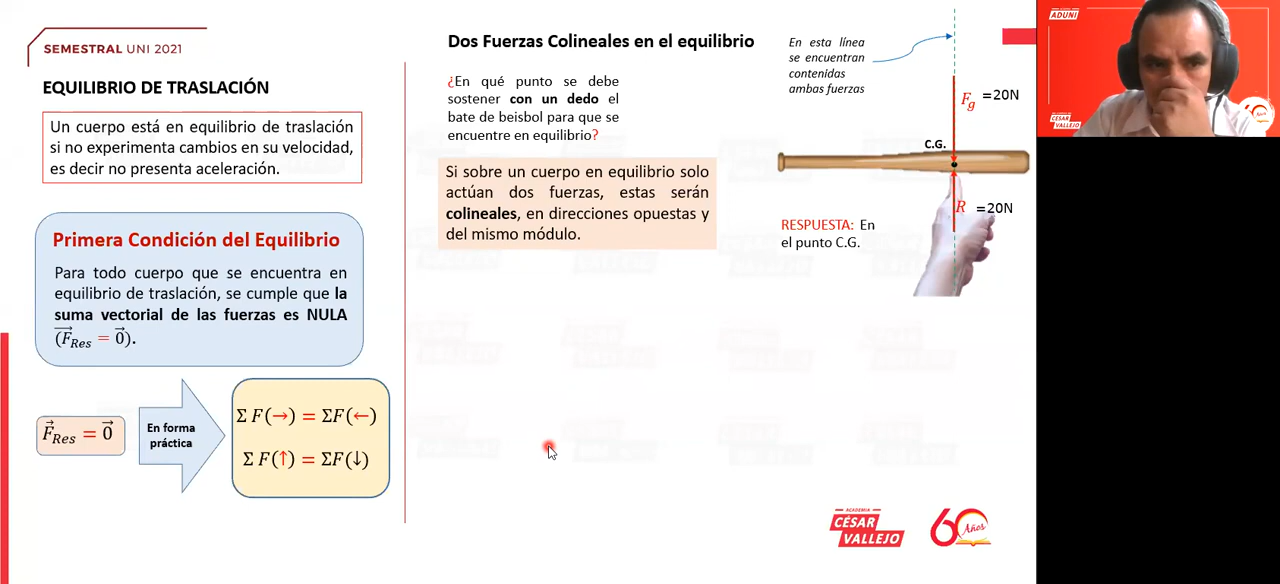 SEMESTRAL UNI 2021
EQUILIBRIO DE TRASLACIÓN
Un cuerpo está en equilibrio de traslación
si no experimenta cambios en su velocidad,
es decir no presenta aceleración.
Primera Condición del Equilibrio
Para todo cuerpo que se encuentra en
equilibrio de traslación, se cumple que la
suma vectorial de las fuerzas es NULA
(F⃗Res = 0⃗).
F⃗Res = 0⃗
En forma
práctica
Σ F(→) = ΣF(←)
Σ F(↑) = ΣF(↓)
Dos Fuerzas Colineales en el equilibrio
¿En qué punto se debe
sostener con un dedo el
bate de beisbol para que se
encuentre en equilibrio?
Si sobre un cuerpo en equilibrio solo
actúan dos fuerzas, estas serán
colineales, en direcciones opuestas y
del mismo módulo.
En esta línea
se encuentran
contenidas
ambas fuerzas
Fg =20N
C.G.
R =20N
RESPUESTA: En
el punto C.G.
ACADEMIA
CÉSAR
VALLEJO
60 Años
ADUNI
CÉSAR
VALLEJO
60